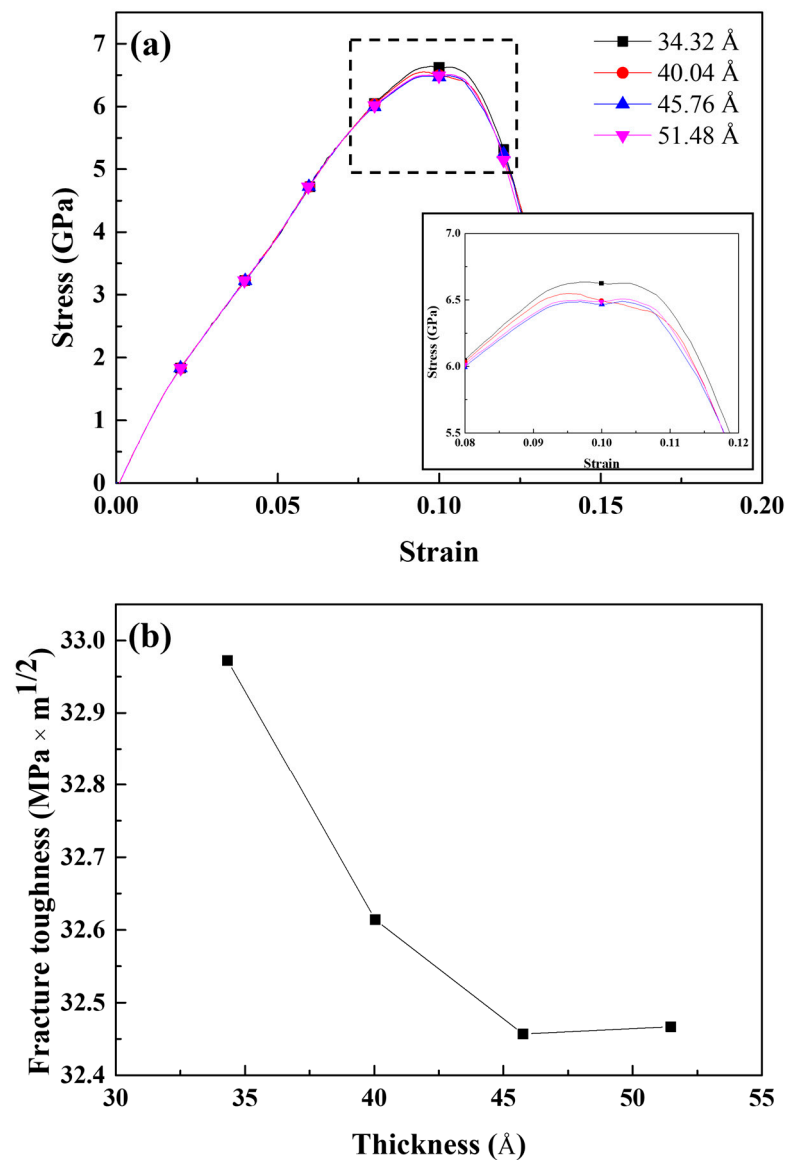 (a)
34.32 Å
40.04 Å
45.76 Å
51.48 Å
7
6
5
4
3
2
1
0
Stress (GPa)
0.00
0.05
0.10
0.15
0.20
Strain
7.0
6.5
6.0
5.5
Stress (GPa)
0.08
0.09
0.10
0.11
0.12
Strain
(b)
33.0
32.9
32.8
32.7
32.6
32.5
32.4
Fracture toughness (MPa × m1/2)
30
35
40
45
50
55
Thickness (Å)